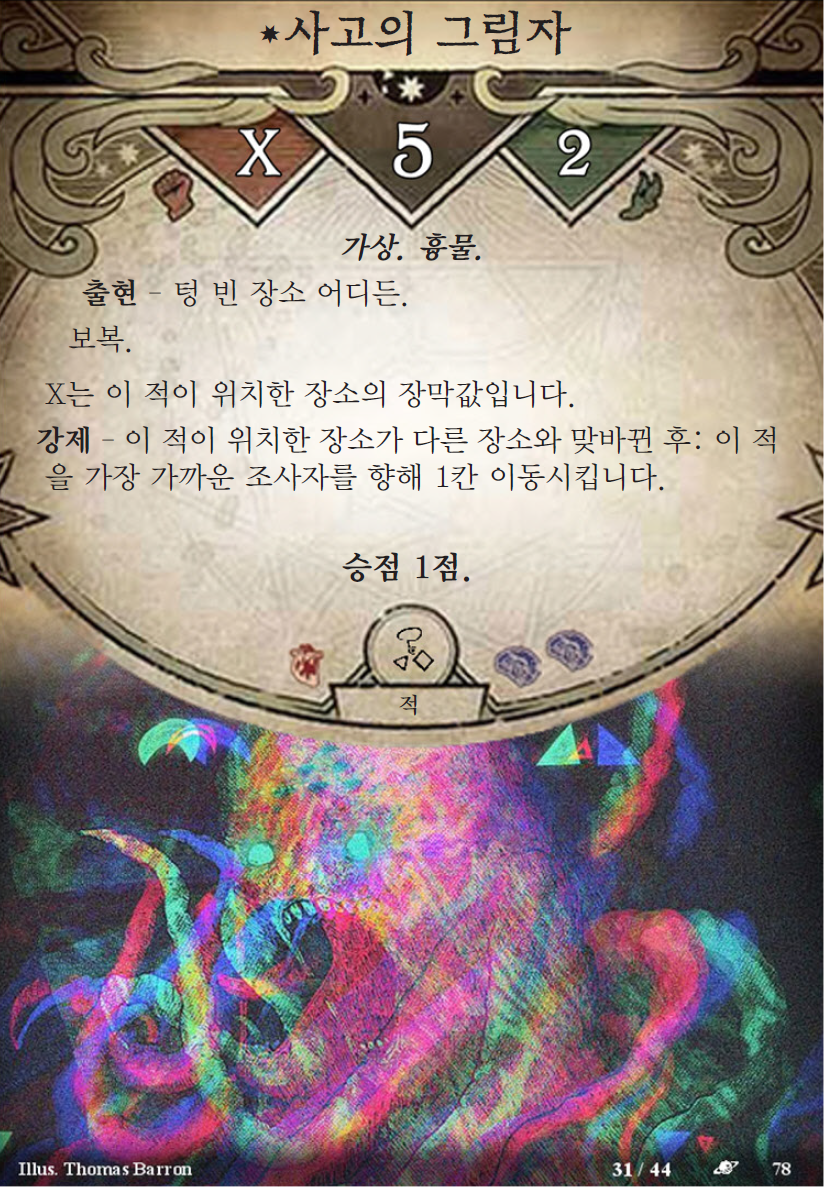 사고의 그림자
X 5 2
가상. 흉물.
출현 – 텅 빈 장소 어디든.
보복.
X는 이 적이 위치한 장소의 장막값입니다.
강제 – 이 적이 위치한 장소가 다른 장소와 맞바뀐 후: 이 적
을 가장 가까운 조사자를 향해 1칸 이동시킵니다.
승점 1점.
적
Illus. Thomas Barron 31 / 44 78